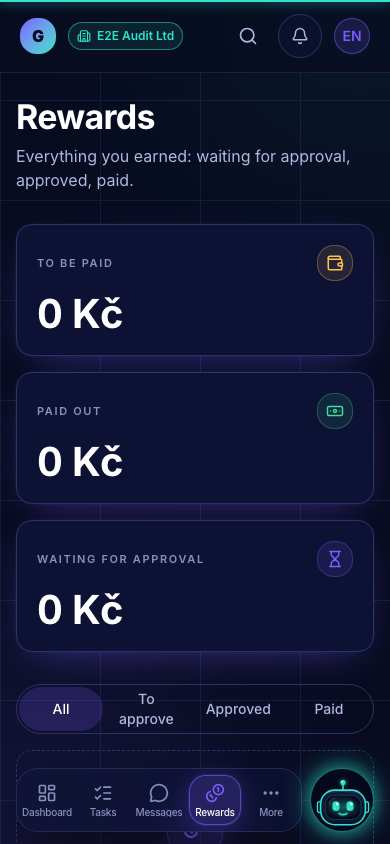 G
E2E Audit Ltd
EN
Rewards
Everything you earned: waiting for approval,
approved, paid.
TO BE PAID
0 Kč
PAID OUT
0 Kč
WAITING FOR APPROVAL
0 Kč
All
To
approve
Approved
Paid
Dashboard
Tasks
Messages
Rewards
More